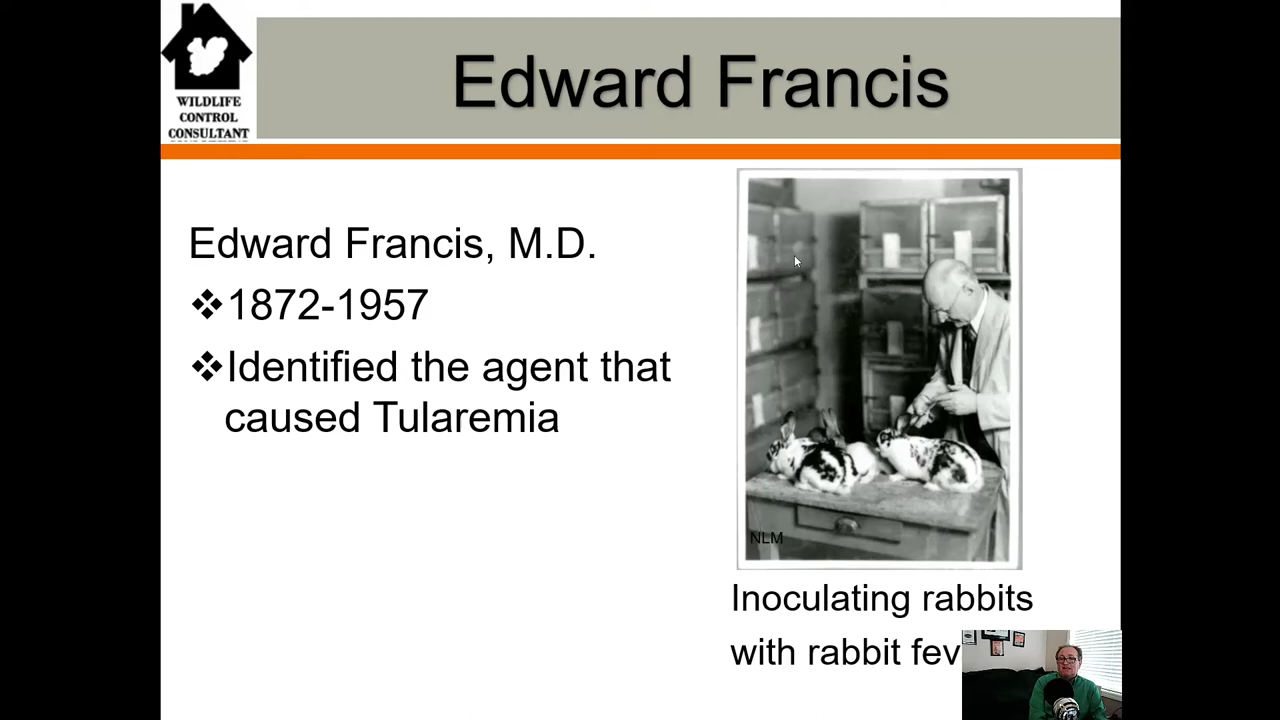 WILDLIFE
CONTROL
CONSULTANT
Edward Francis
Edward Francis, M.D.
❖1872-1957
❖Identified the agent that
caused Tularemia
NLM
Inoculating rabbits
with rabbit fev